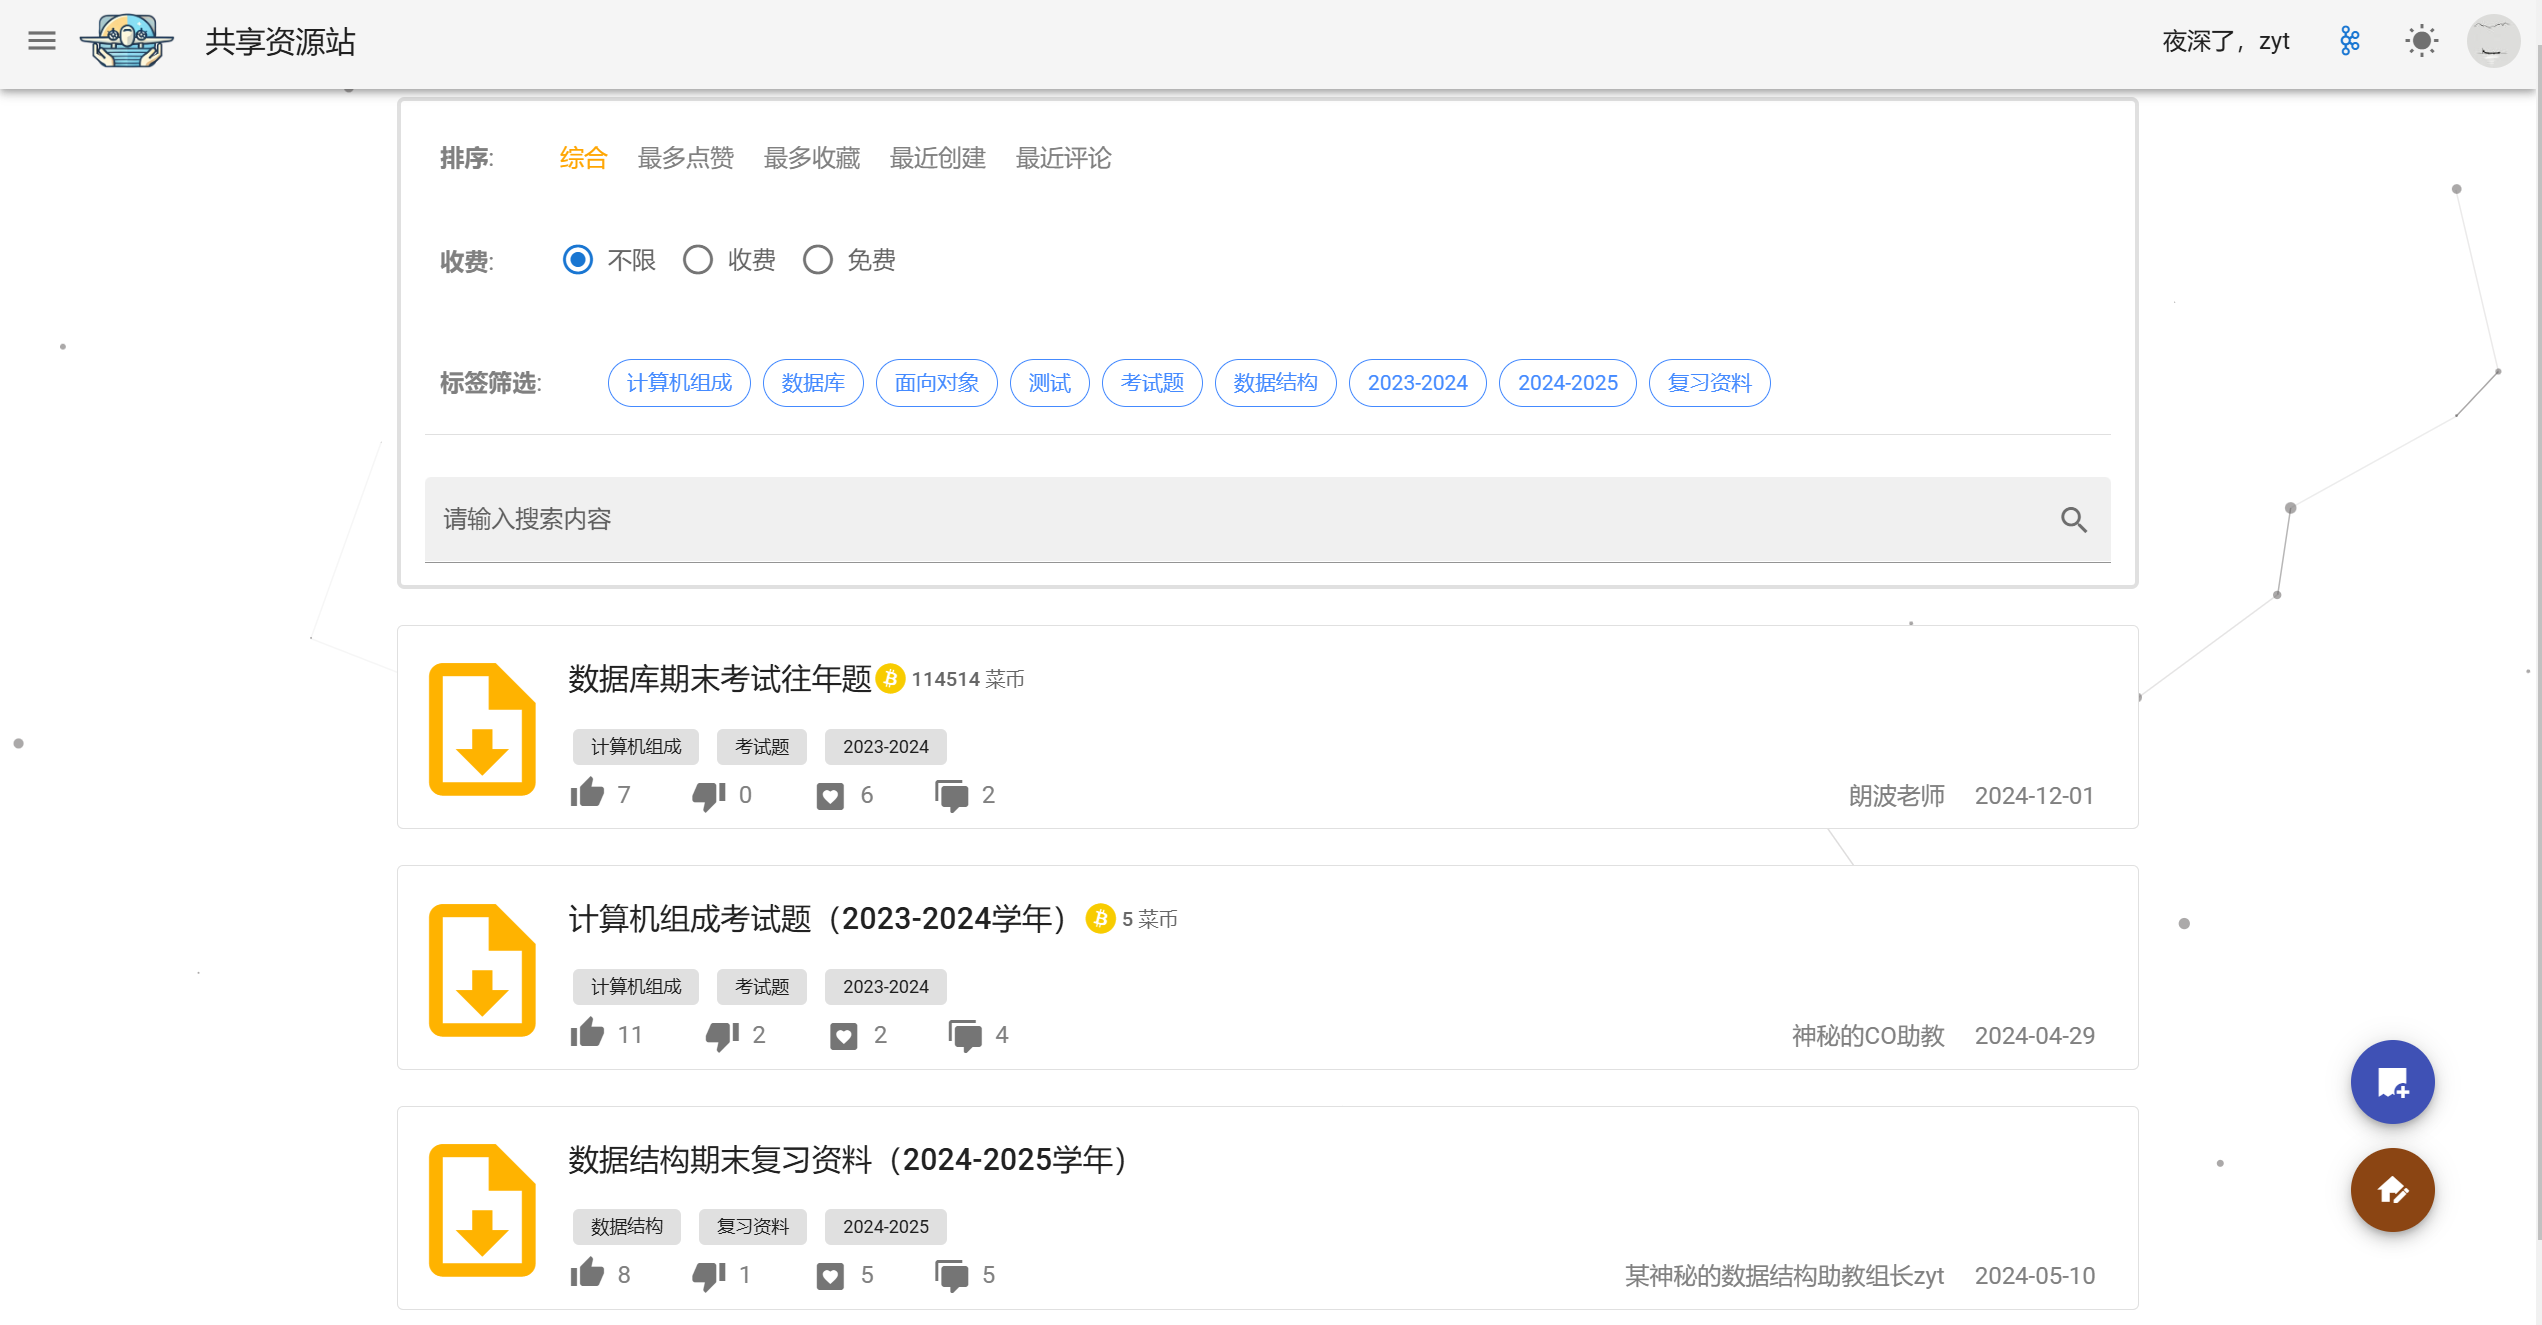 共享资源站
夜深了，zyt
排序: 综合 最多点赞 最多收藏 最近创建 最近评论
收费: 不限 收费 免费
标签筛选: 计算机组成 数据库 面向对象 测试 考试题 数据结构 2023-2024 2024-2025 复习资料
请输入搜索内容
数据库期末考试往年题 114514 菜币
计算机组成 考试题 2023-2024
7 0 6 2 朗波老师 2024-12-01
计算机组成考试题（2023-2024学年） 5 菜币
计算机组成 考试题 2023-2024
11 2 2 4 神秘的CO助教 2024-04-29
数据结构期末复习资料（2024-2025学年）
数据结构 复习资料 2024-2025
8 1 5 5 某神秘的数据结构助教组长zyt 2024-05-10